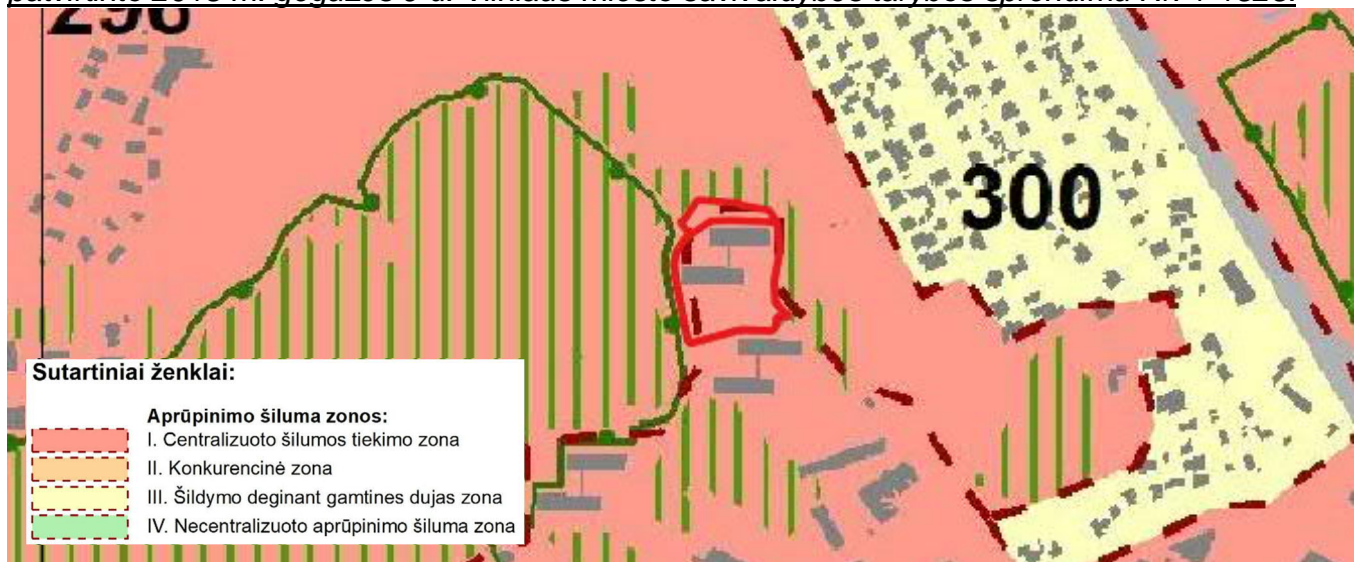 298
300
Sutartiniai ženklai:
Aprūpinimo šiluma zonos:
I. Centralizuoto šilumos tiekimo zona
II. Konkurencinė zona
III. Šildymo deginant gamtines dujas zona
IV. Necentralizuoto aprūpinimo šiluma zona